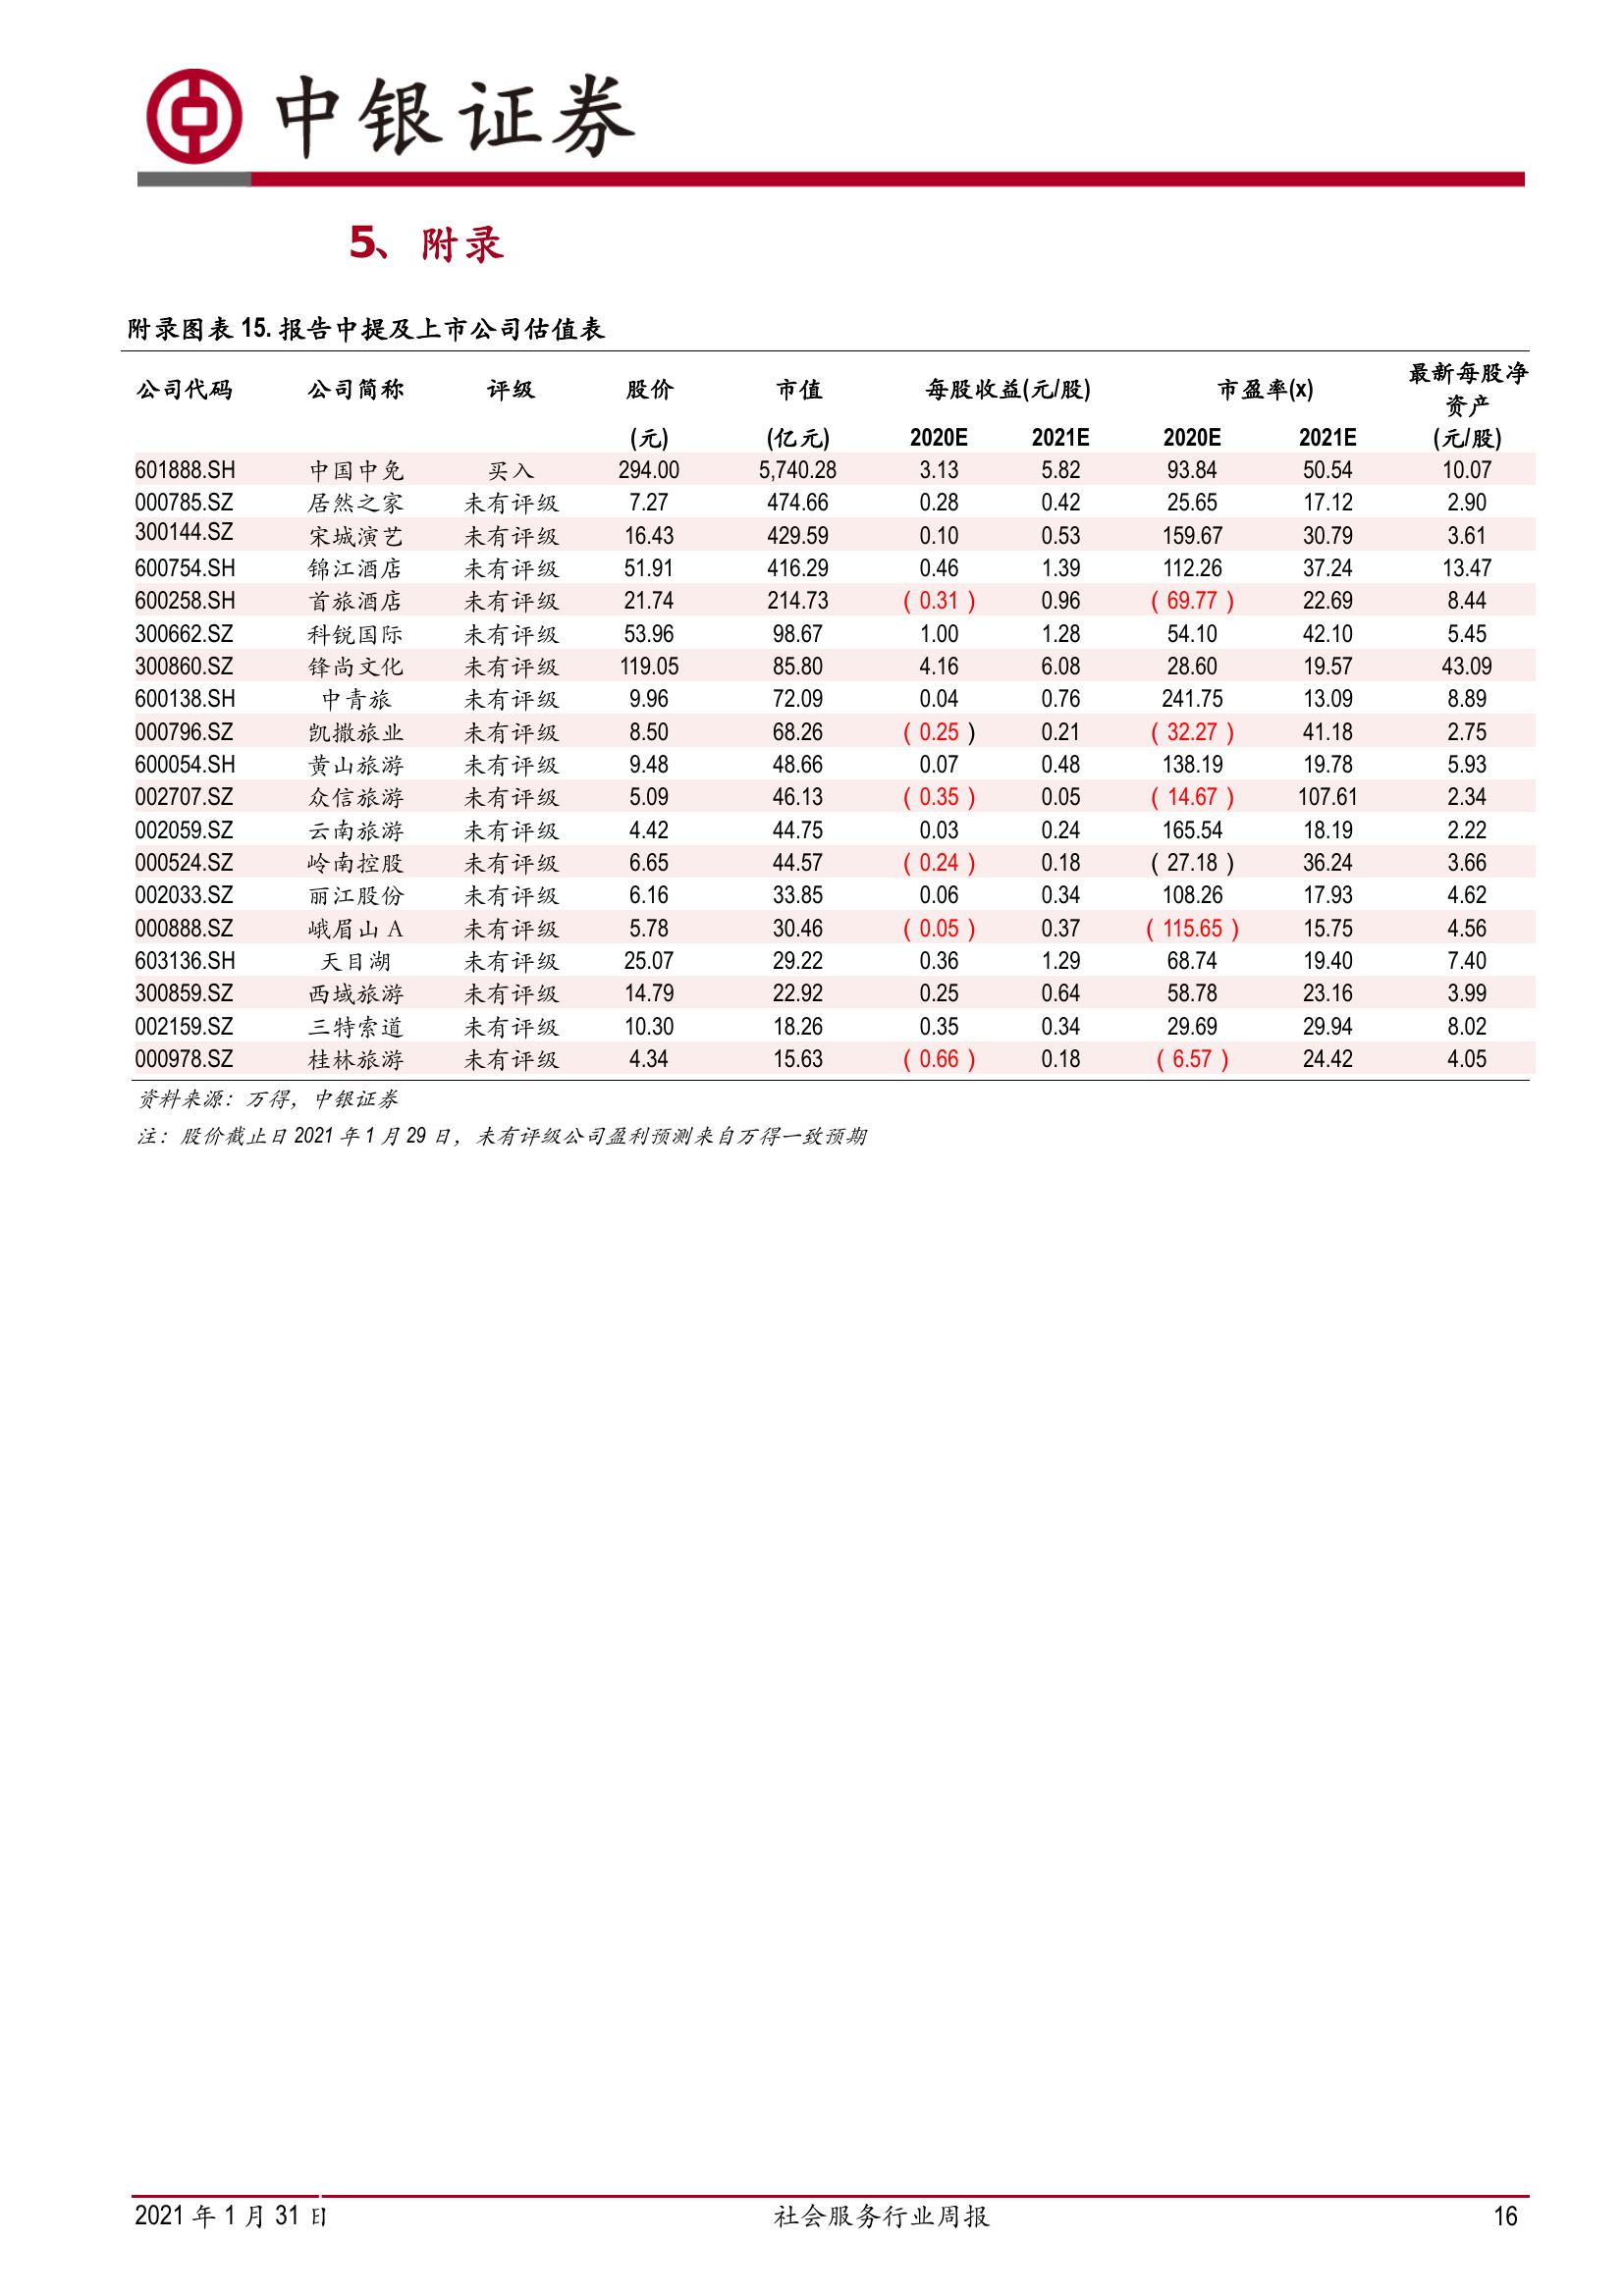 中银证券
5、附录
附录图表 15. 报告中提及上市公司估值表
公司代码 公司简称 评级 股价 市值 每股收益(元/股) 市盈率(x) 最新每股净资产
(元) (亿元) 2020E 2021E 2020E 2021E (元/股)
601888.SH 中国中免 买入 294.00 5,740.28 3.13 5.82 93.84 50.54 10.07
000785.SZ 居然之家 未有评级 7.27 474.66 0.28 0.42 25.65 17.12 2.90
300144.SZ 宋城演艺 未有评级 16.43 429.59 0.10 0.53 159.67 30.79 3.61
600754.SH 锦江酒店 未有评级 51.91 416.29 0.46 1.39 112.26 37.24 13.47
600258.SH 首旅酒店 未有评级 21.74 214.73 ( 0.31 ) 0.96 ( 69.77 ) 22.69 8.44
300662.SZ 科锐国际 未有评级 53.96 98.67 1.00 1.28 54.10 42.10 5.45
300860.SZ 锋尚文化 未有评级 119.05 85.80 4.16 6.08 28.60 19.57 43.09
600138.SH 中青旅 未有评级 9.96 72.09 0.04 0.76 241.75 13.09 8.89
000796.SZ 凯撒旅业 未有评级 8.50 68.26 ( 0.25 ) 0.21 ( 32.27 ) 41.18 2.75
600054.SH 黄山旅游 未有评级 9.48 48.66 0.07 0.48 138.19 19.78 5.93
002707.SZ 众信旅游 未有评级 5.09 46.13 ( 0.35 ) 0.05 ( 14.67 ) 107.61 2.34
002059.SZ 云南旅游 未有评级 4.42 44.75 0.03 0.24 165.54 18.19 2.22
000524.SZ 岭南控股 未有评级 6.65 44.57 ( 0.24 ) 0.18 ( 27.18 ) 36.24 3.66
002033.SZ 丽江股份 未有评级 6.16 33.85 0.06 0.34 108.26 17.93 4.62
000888.SZ 峨眉山 A 未有评级 5.78 30.46 ( 0.05 ) 0.37 ( 115.65 ) 15.75 4.56
603136.SH 天目湖 未有评级 25.07 29.22 0.36 1.29 68.74 19.40 7.40
300859.SZ 西域旅游 未有评级 14.79 22.92 0.25 0.64 58.78 23.16 3.99
002159.SZ 三特索道 未有评级 10.30 18.26 0.35 0.34 29.69 29.94 8.02
000978.SZ 桂林旅游 未有评级 4.34 15.63 ( 0.66 ) 0.18 ( 6.57 ) 24.42 4.05
资料来源：万得，中银证券
注：股价截止日 2021 年 1 月 29 日，未有评级公司盈利预测来自万得一致预期
2021 年 1 月 31 日 社会服务行业周报 16